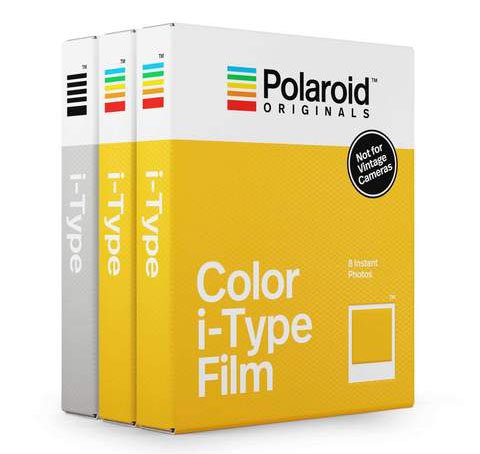 ™
i-Type
™
i-Type
™
i-Type
Polaroid™
ORIGINALS
Not for
Vintage
Cameras
8 Instant
Photos
Color
i-Type
Film
™